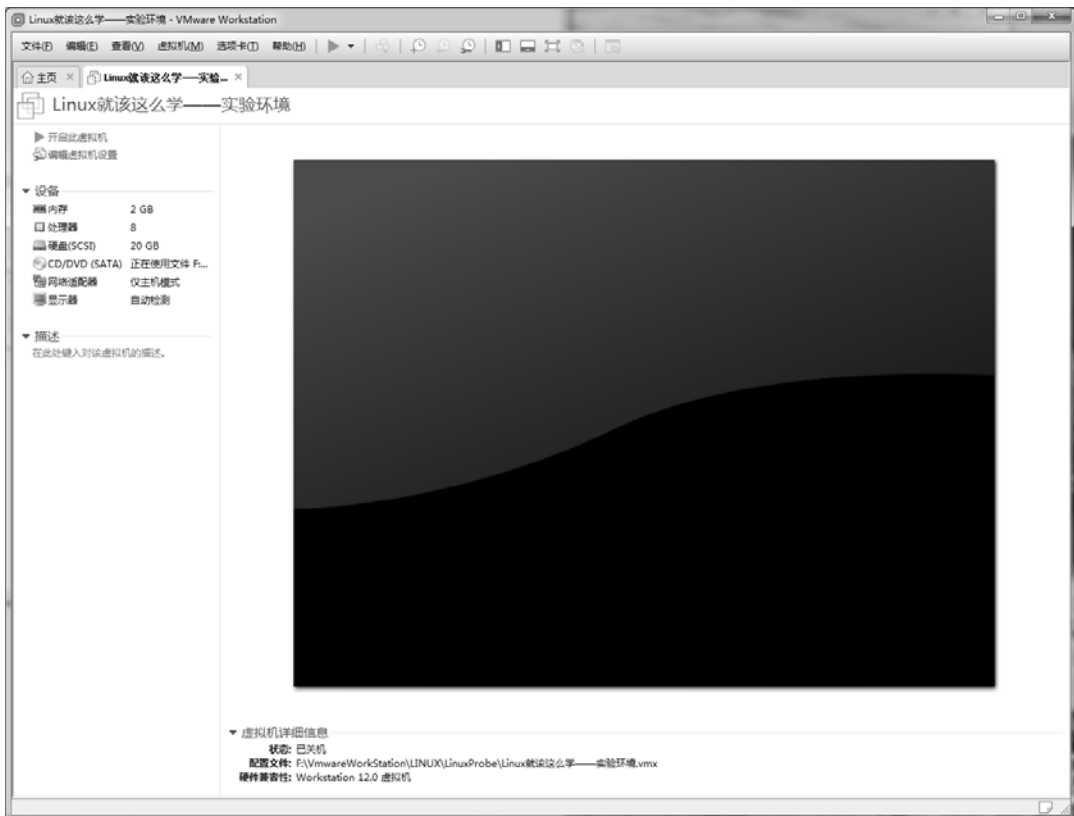 Linux就该这么学——实验环境 - VMware Workstation
文件(F) 编辑(E) 查看(V) 虚拟机(M) 选项卡(T) 帮助(H)
主页 × Linux就该这么学——实验... ×
Linux就该这么学——实验环境
开启此虚拟机
编辑虚拟机设置
设备
内存 2 GB
处理器 8
硬盘(SCSI) 20 GB
CD/DVD (SATA) 正在使用文件 F:...
网络适配器 仅主机模式
显示器 自动检测
描述
在此处键入对该虚拟机的描述。
虚拟机详细信息
状态: 已关机
配置文件: F:\VmwareWorkStation\LINUX\LinuxProbe\Linux就该这么学——实验环境.vmx
硬件兼容性: Workstation 12.0 虚拟机